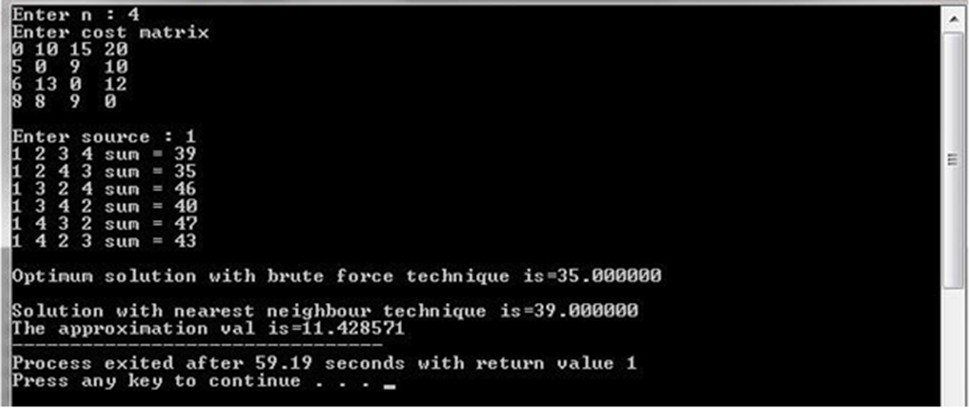 Enter n : 4
Enter cost matrix
0 10 15 20
5 0 9 10
6 13 0 12
8 8 9 0
Enter source : 1
1 2 3 4 sum = 39
1 2 4 3 sum = 35
1 3 2 4 sum = 46
1 3 4 2 sum = 40
1 4 3 2 sum = 47
1 4 2 3 sum = 43
Optimum solution with brute force technique is=35.000000
Solution with nearest neighbour technique is=39.000000
The approximation val is=11.428571
--------------------------------
Process exited after 59.19 seconds with return value 1
Press any key to continue . . . _